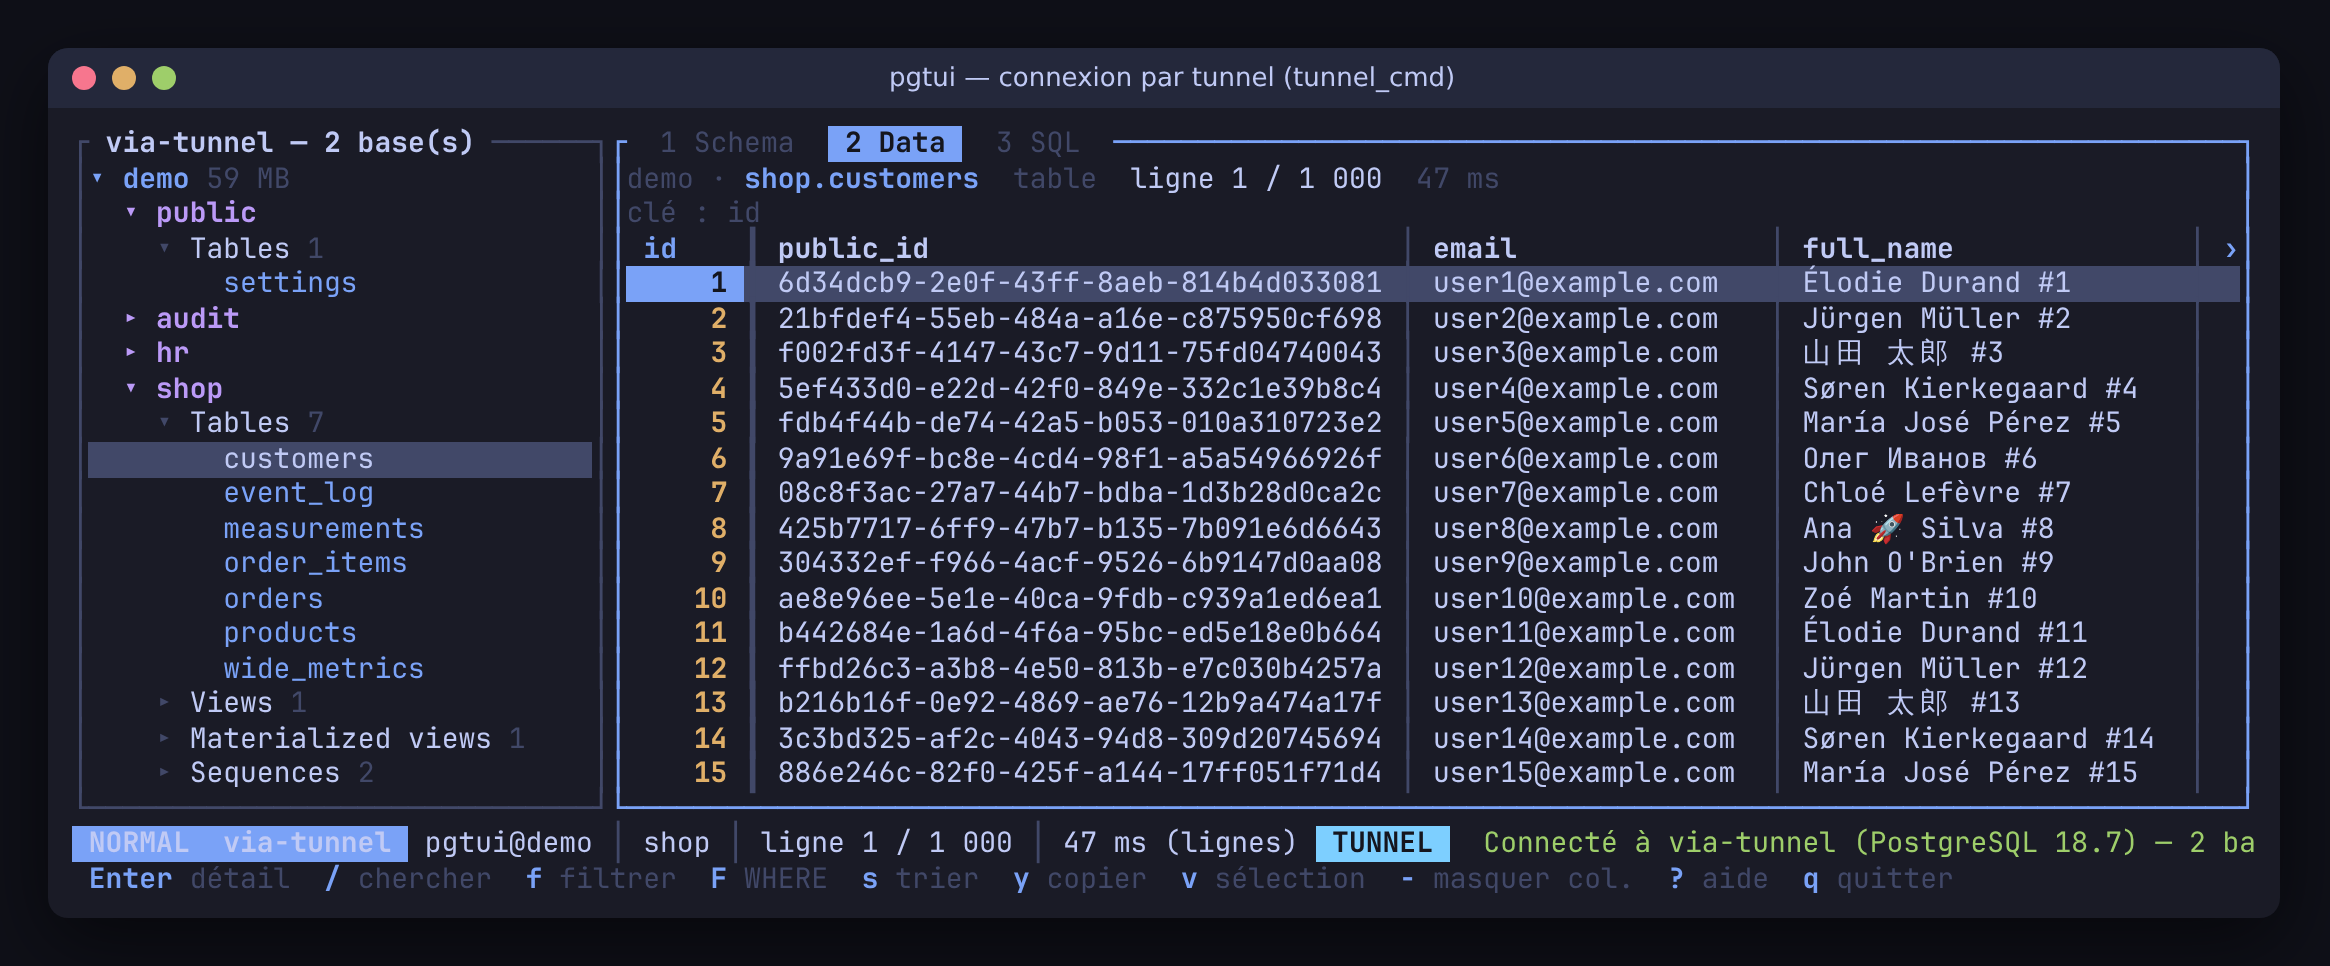 pgtui — connexion par tunnel (tunnel_cmd)
via-tunnel — 2 base(s)
▾ demo 59 MB
▾ public
▾ Tables 1
settings
▸ audit
▸ hr
▾ shop
▾ Tables 7
customers
event_log
measurements
order_items
orders
products
wide_metrics
▸ Views 1
▸ Materialized views 1
▸ Sequences 2
1 Schema 2 Data 3 SQL
demo · shop.customers table ligne 1 / 1 000 47 ms
clé : id
id public_id email full_name ›
1 6d34dcb9-2e0f-43ff-8aeb-814b4d033081 user1@example.com Élodie Durand #1
2 21bfdef4-55eb-484a-a16e-c875950cf698 user2@example.com Jürgen Müller #2
3 f002fd3f-4147-43c7-9d11-75fd04740043 user3@example.com 山田 太郎 #3
4 5ef433d0-e22d-42f0-849e-332c1e39b8c4 user4@example.com Søren Kierkegaard #4
5 fdb4f44b-de74-42a5-b053-010a310723e2 user5@example.com María José Pérez #5
6 9a91e69f-bc8e-4cd4-98f1-a5a54966926f user6@example.com Олег Иванов #6
7 08c8f3ac-27a7-44b7-bdba-1d3b28d0ca2c user7@example.com Chloé Lefèvre #7
8 425b7717-6ff9-47b7-b135-7b091e6d6643 user8@example.com Ana 🚀 Silva #8
9 304332ef-f966-4acf-9526-6b9147d0aa08 user9@example.com John O'Brien #9
10 ae8e96ee-5e1e-40ca-9fdb-c939a1ed6ea1 user10@example.com Zoé Martin #10
11 b442684e-1a6d-4f6a-95bc-ed5e18e0b664 user11@example.com Élodie Durand #11
12 ffbd26c3-a3b8-4e50-813b-e7c030b4257a user12@example.com Jürgen Müller #12
13 b216b16f-0e92-4869-ae76-12b9a474a17f user13@example.com 山田 太郎 #13
14 3c3bd325-af2c-4043-94d8-309d20745694 user14@example.com Søren Kierkegaard #14
15 886e246c-82f0-425f-a144-17ff051f71d4 user15@example.com María José Pérez #15
NORMAL via-tunnel pgtui@demo │ shop │ ligne 1 / 1 000 │ 47 ms (lignes) TUNNEL Connecté à via-tunnel (PostgreSQL 18.7) — 2 ba
Enter détail / chercher f filtrer F WHERE s trier y copier v sélection - masquer col. ? aide q quitter